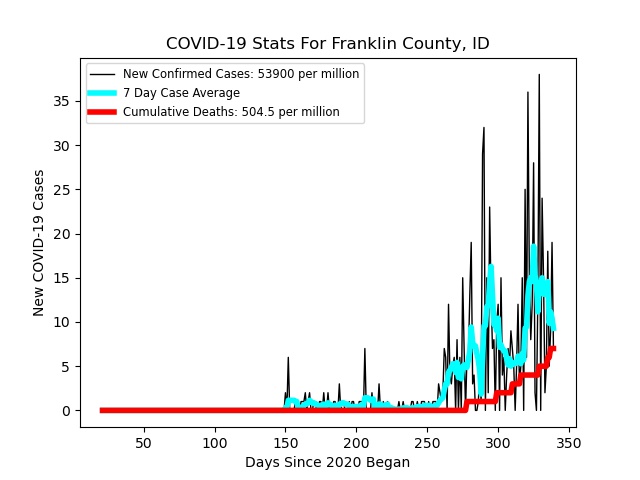 COVID-19 Stats For Franklin County, ID
New Confirmed Cases: 53900 per million
7 Day Case Average
Cumulative Deaths: 504.5 per million
New COVID-19 Cases
35
30
25
20
15
10
5
0
50 100 150 200 250 300 350
Days Since 2020 Began